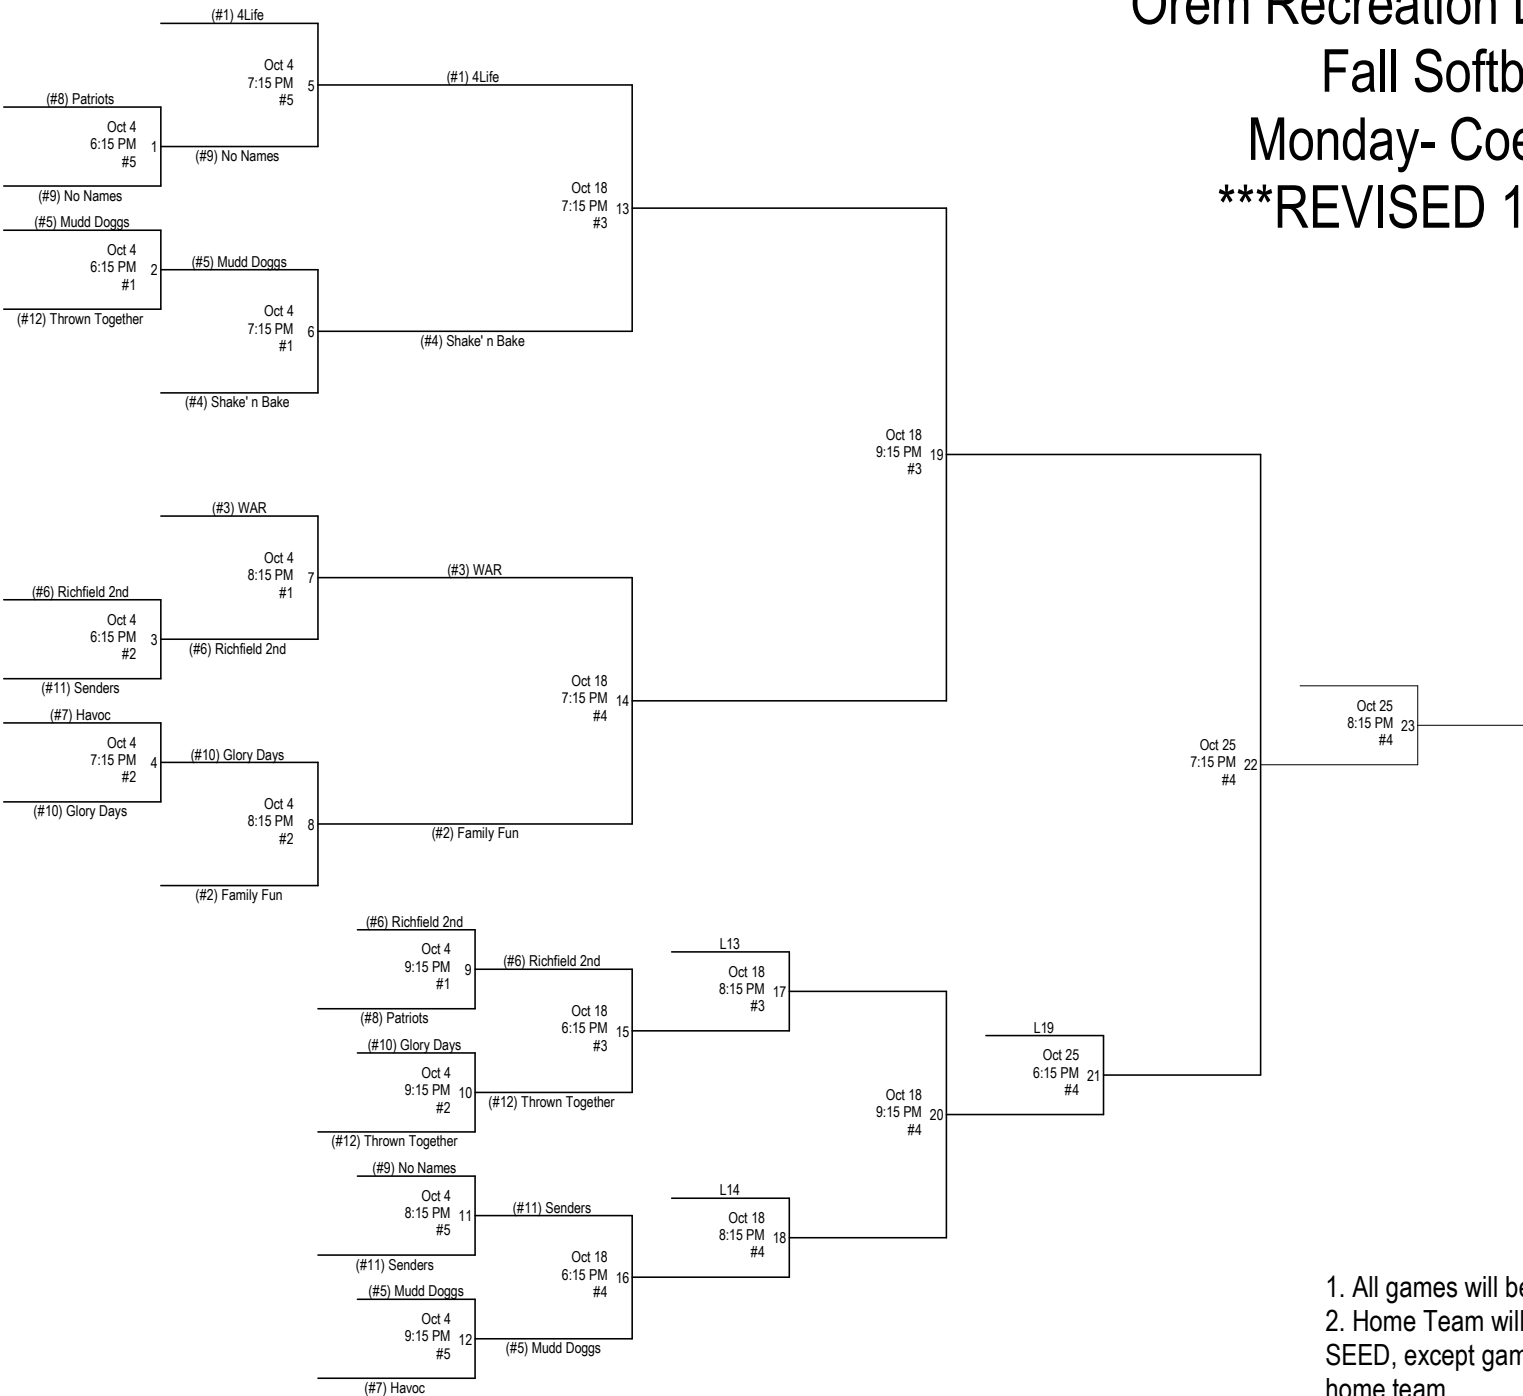 Orem Recreation
Fall Softb
Monday- Coe
***REVISED 1
(#1) 4Life
Oct 4
7:15 PM 5
#5
(#1) 4Life
(#8) Patriots
Oct 4
6:15 PM 1
#5
(#9) No Names
(#9) No Names
Oct 18
7:15 PM 13
#3
(#5) Mudd Doggs
Oct 4
6:15 PM 2
#1
(#5) Mudd Doggs
(#12) Thrown Together
Oct 4
7:15 PM 6
#1
(#4) Shake' n Bake
(#4) Shake' n Bake
Oct 18
9:15 PM 19
#3
(#3) WAR
Oct 4
8:15 PM 7
#1
(#3) WAR
(#6) Richfield 2nd
Oct 4
6:15 PM 3
#2
(#6) Richfield 2nd
(#11) Senders
Oct 18
7:15 PM 14
#4
(#7) Havoc
Oct 4
7:15 PM 4
#2
(#10) Glory Days
(#10) Glory Days
Oct 4
8:15 PM 8
#2
(#2) Family Fun
(#2) Family Fun
Oct 25
7:15 PM 22
#4
Oct 25
8:15 PM 23
#4
(#6) Richfield 2nd
Oct 4
9:15 PM 9
#1
(#6) Richfield 2nd
(#8) Patriots
Oct 18
6:15 PM 15
#3
L13
Oct 18
8:15 PM 17
#3
(#10) Glory Days
Oct 4
9:15 PM 10
#2
(#12) Thrown Together
(#12) Thrown Together
L19
Oct 25
6:15 PM 21
#4
Oct 18
9:15 PM 20
#4
(#9) No Names
Oct 4
8:15 PM 11
#5
(#11) Senders
(#11) Senders
L14
Oct 18
8:15 PM 18
#4
Oct 18
6:15 PM 16
#4
(#5) Mudd Doggs
Oct 4
9:15 PM 12
#5
(#5) Mudd Doggs
(#7) Havoc
1. All games will be
2. Home Team will
SEED, except gam
home team